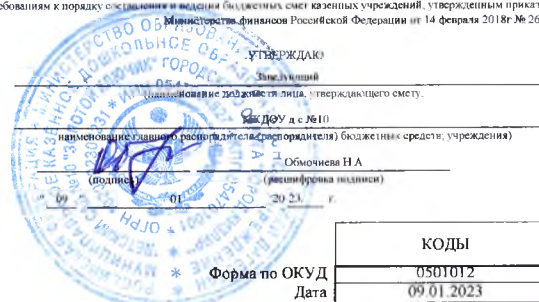 к порядку составления и ведения бюджетных смет казенных учреждений, утвержденным приказ
Министерства финансов Российской Федерации от 14 февраля 2018г № 26
УТВЕРЖДАЮ
Заведующий
(наименование должности лица, утверждающего смету
МКДОУ д с №10
наименование главного распорядителя (распорядителя) бюджетных средств, учреждения)
Обмочиева Н А
(подпись) (расшифровка подписи)
" 09 " 01 20 23 г.
КОДЫ
Форма по ОКУД 0501012
Дата 09.01.2023